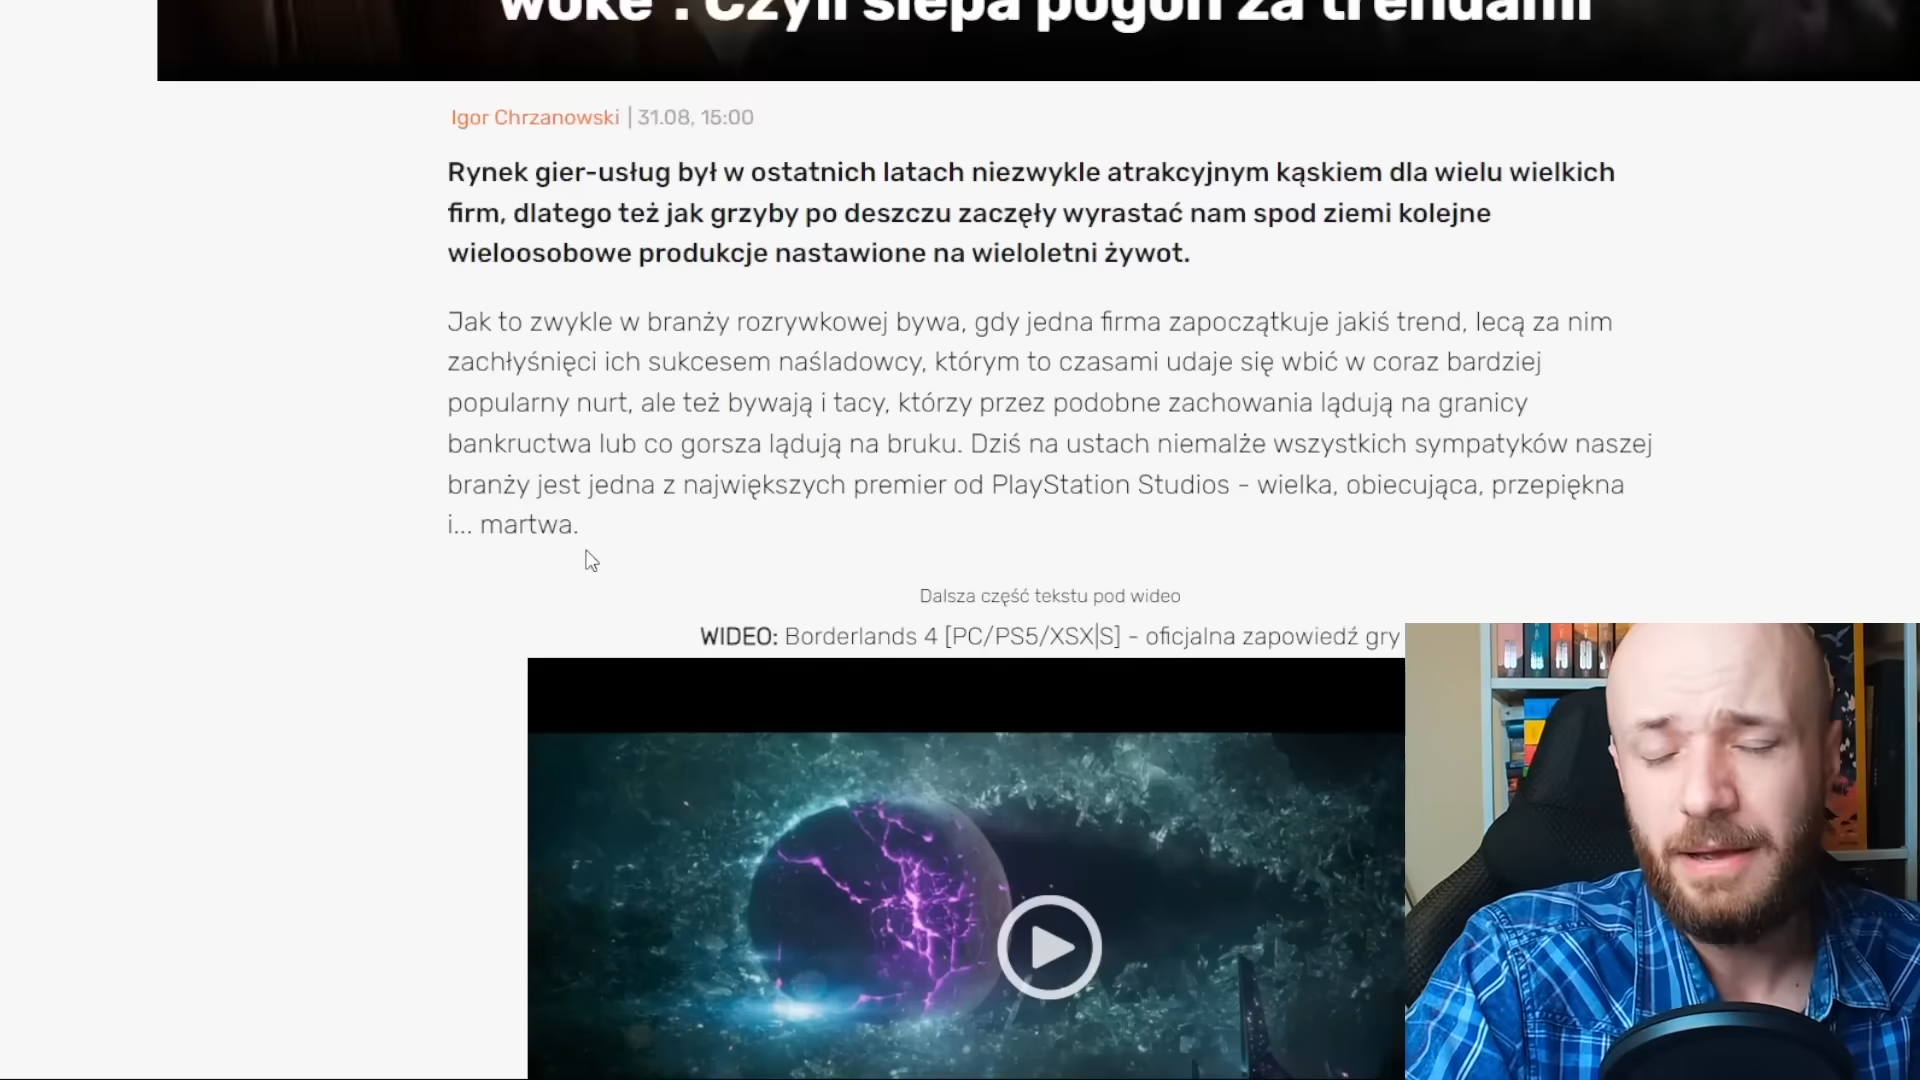 woke". Czyli ślepa pogoń za trendami
Igor Chrzanowski | 31.08, 15:00
Rynek gier-usług był w ostatnich latach niezwykle atrakcyjnym kąskiem dla wielu wielkich
firm, dlatego też jak grzyby po deszczu zaczęły wyrastać nam spod ziemi kolejne
wieloosobowe produkcje nastawione na wieloletni żywot.
Jak to zwykle w branży rozrywkowej bywa, gdy jedna firma zapoczątkuje jakiś trend, lecą za nim
zachłyśnięci ich sukcesem naśladowcy, którym to czasami udaje się wbić w coraz bardziej
popularny nurt, ale też bywają i tacy, którzy przez podobne zachowania lądują na granicy
bankructwa lub co gorsza lądują na bruku. Dziś na ustach niemalże wszystkich sympatyków naszej
branży jest jedna z największych premier od PlayStation Studios - wielka, obiecująca, przepiękna
i... martwa.
Dalsza część tekstu pod wideo
WIDEO: Borderlands 4 [PC/PS5/XSX|S] - oficjalna zapowiedź gry